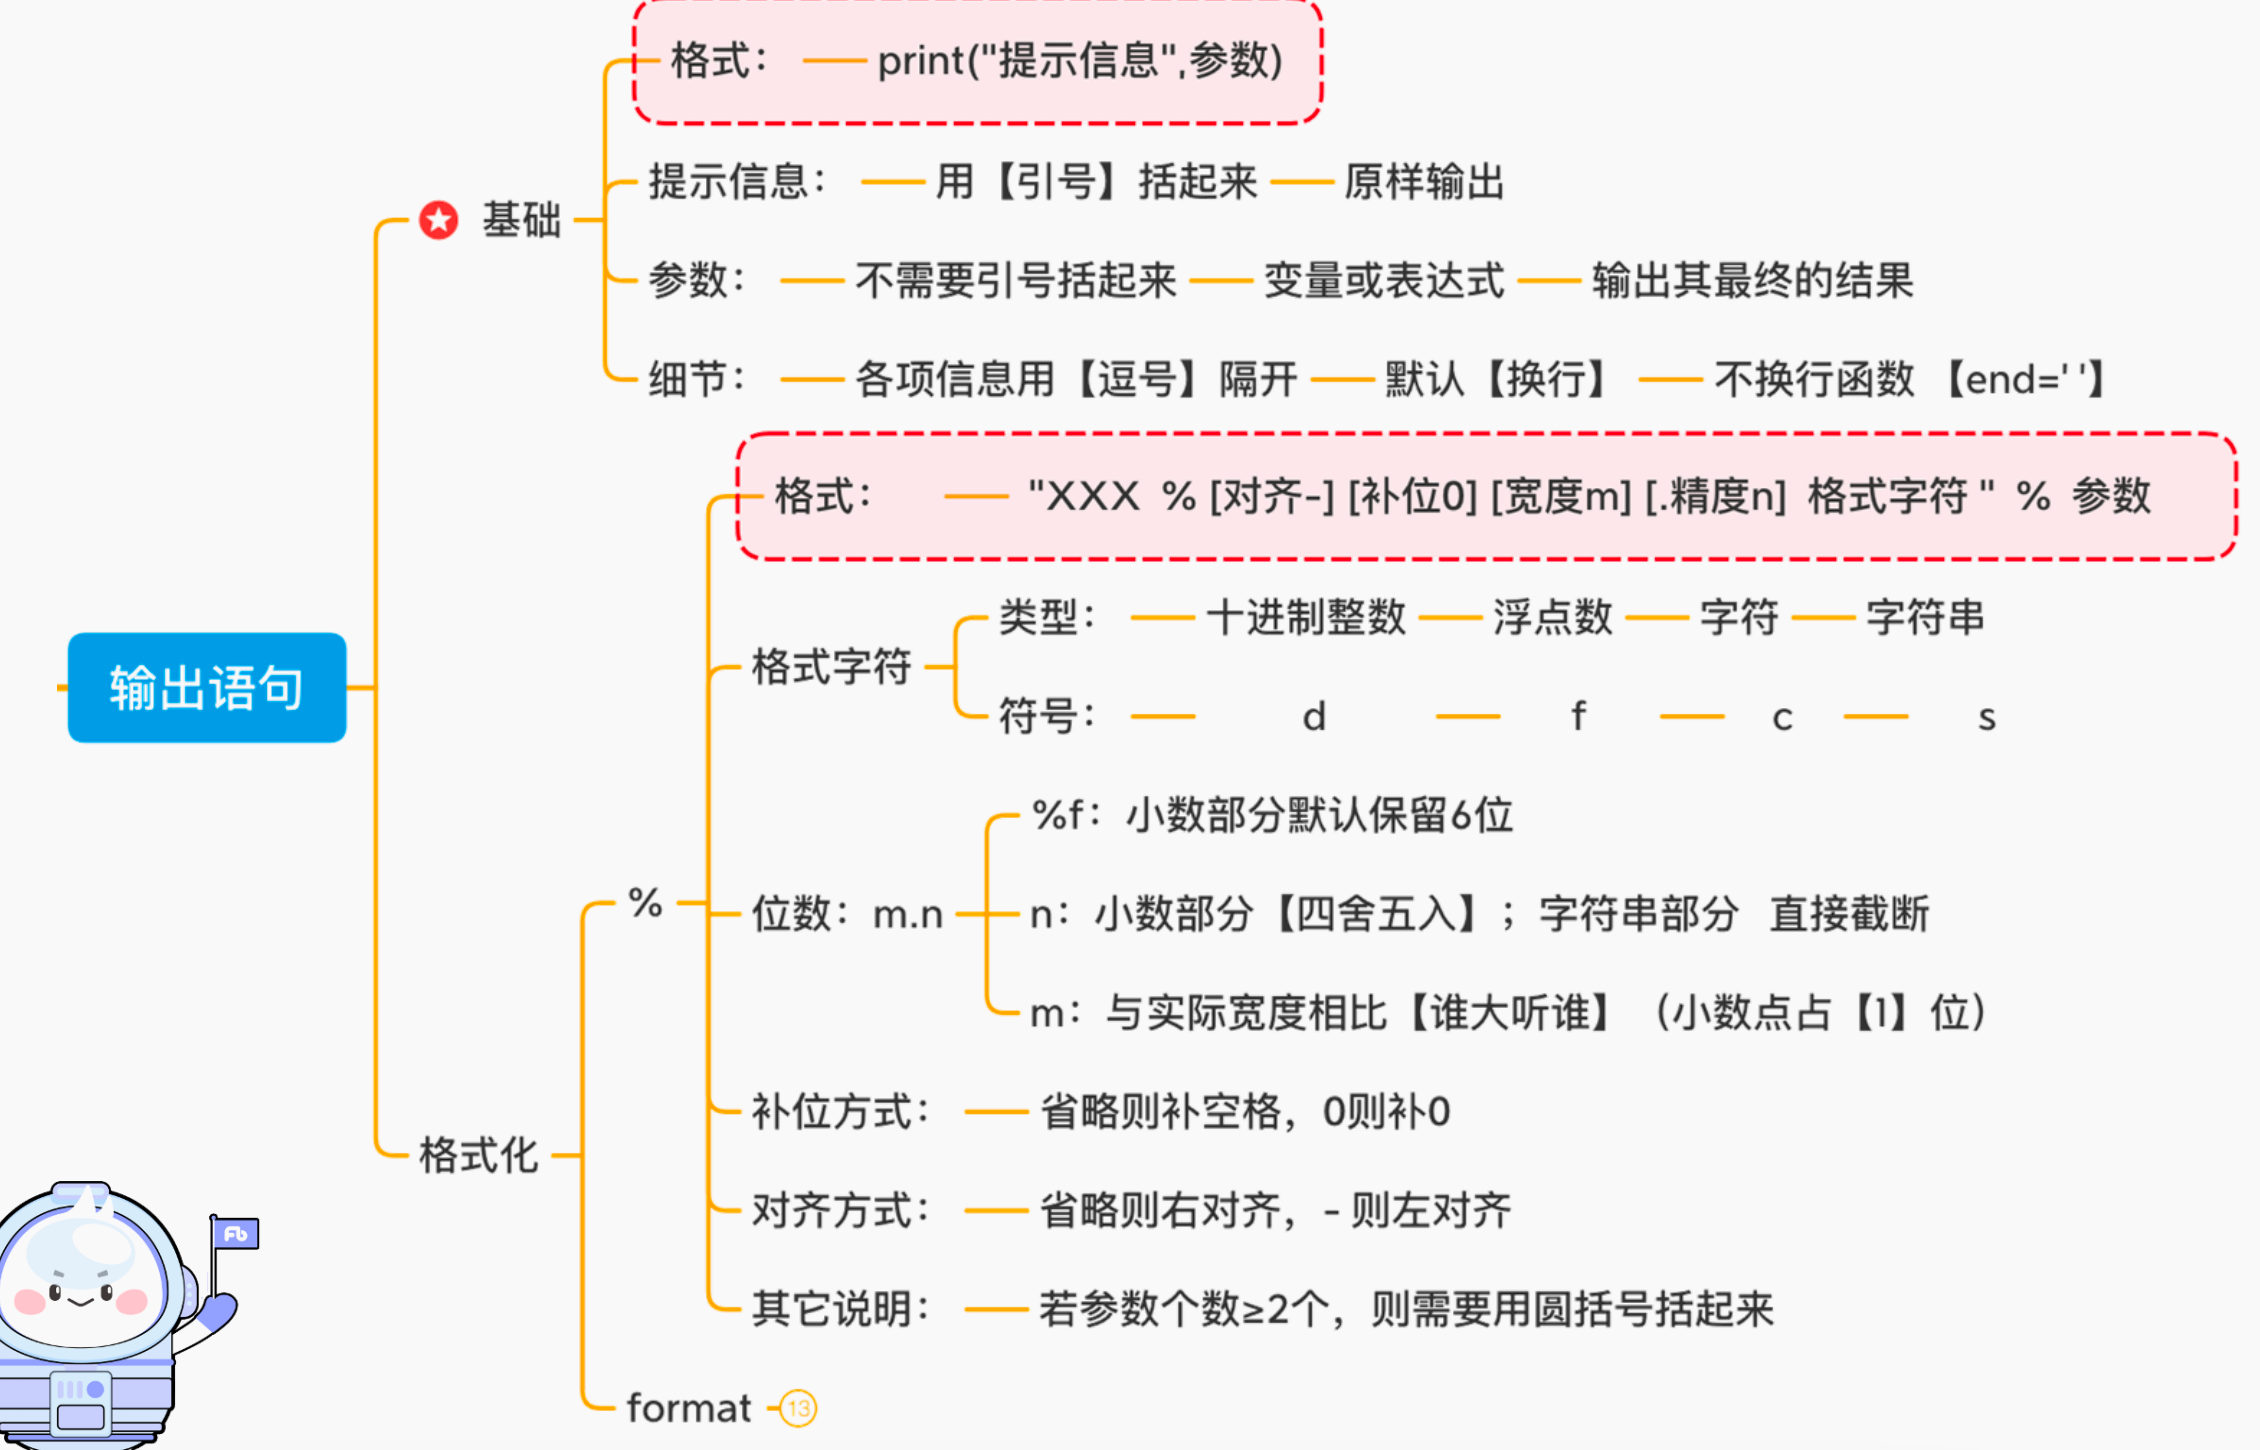 格式： print("提示信息",参数)
提示信息： 用【引号】括起来 原样输出
基础
参数： 不需要引号括起来 变量或表达式 输出其最终的结果
细节： 各项信息用【逗号】隔开 默认【换行】 不换行函数 【end=' '】
格式： "XXX % [对齐-] [补位0] [宽度m] [.精度n] 格式字符 " % 参数
类型： 十进制整数 浮点数 字符 字符串
格式字符
符号： d f c s
输出语句
%f：小数部分默认保留6位
%
位数：m.n
n：小数部分【四舍五入】；字符串部分 直接截断
m：与实际宽度相比【谁大听谁】（小数点占【1】位）
补位方式： 省略则补空格，0则补0
格式化
对齐方式： 省略则右对齐，- 则左对齐
其它说明： 若参数个数≥2个，则需要用圆括号括起来
format 13
Fb